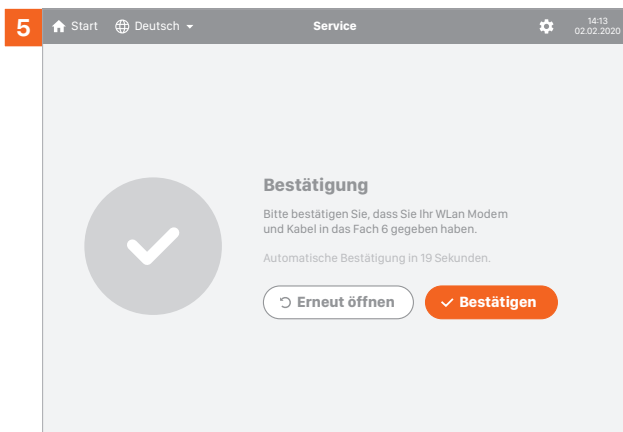 5
Start Deutsch Service 14:13
02.02.2020
Bestätigung
Bitte bestätigen Sie, dass Sie Ihr WLan Modem
und Kabel in das Fach 6 gegeben haben.
Automatische Bestätigung in 19 Sekunden.
Erneut öffnen Bestätigen